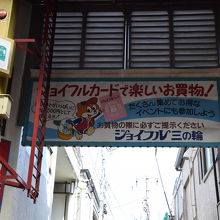 ジョイフルカードで楽しいお買物!
たくさん集めてお得な
イベントにも参加しよう
お買物の際に必ずご提示ください
ジョイフル三の輪